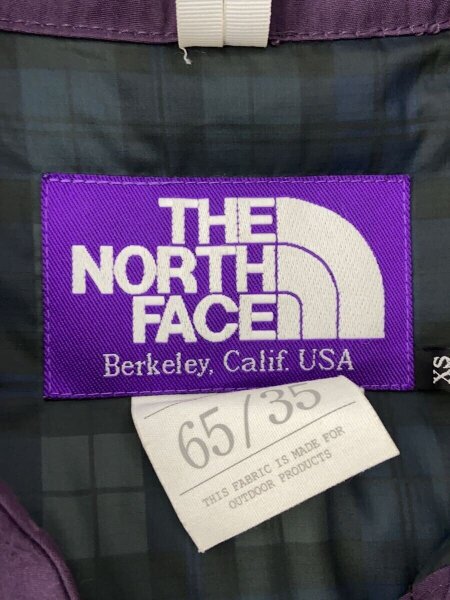 THE
NORTH
FACE
Berkeley, Calif. USA
XS
65/35
THIS FABRIC IS MADE FOR
OUTDOOR PRODUCTS